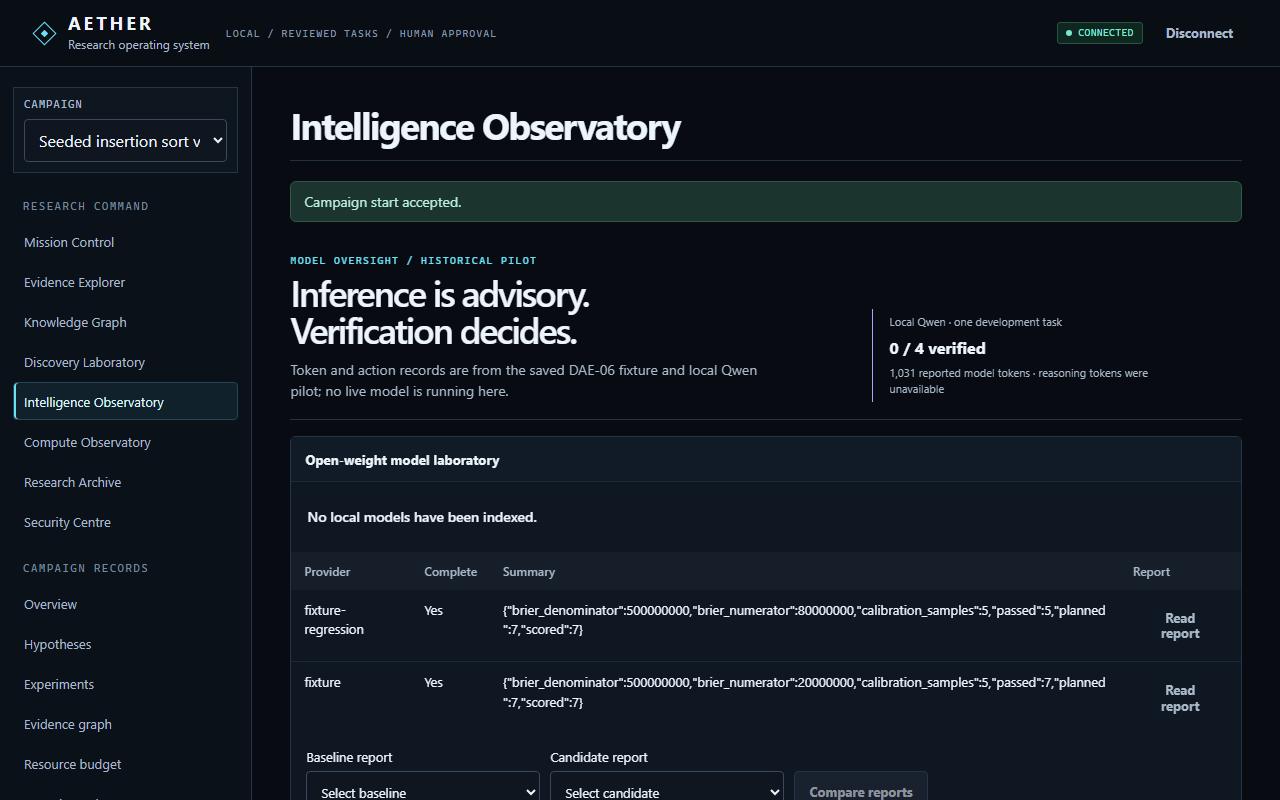 AETHER
Research operating system
LOCAL / REVIEWED TASKS / HUMAN APPROVAL
CONNECTED
Disconnect
CAMPAIGN
Seeded insertion sort v
RESEARCH COMMAND
Mission Control
Evidence Explorer
Knowledge Graph
Discovery Laboratory
Intelligence Observatory
Compute Observatory
Research Archive
Security Centre
CAMPAIGN RECORDS
Overview
Hypotheses
Experiments
Evidence graph
Resource budget
Intelligence Observatory
Campaign start accepted.
MODEL OVERSIGHT / HISTORICAL PILOT
Inference is advisory.
Verification decides.
Token and action records are from the saved DAE-06 fixture and local Qwen
pilot; no live model is running here.
Local Qwen · one development task
0 / 4 verified
1,031 reported model tokens · reasoning tokens were
unavailable
Open-weight model laboratory
No local models have been indexed.
Provider Complete Summary Report
fixture-
regression
Yes
{"brier_denominator":500000000,"brier_numerator":80000000,"calibration_samples":5,"passed":5,"planned
":7,"scored":7}
Read
report
fixture
Yes
{"brier_denominator":500000000,"brier_numerator":20000000,"calibration_samples":5,"passed":7,"planned
":7,"scored":7}
Read
report
Baseline report
Select baseline
Candidate report
Select candidate
Compare reports